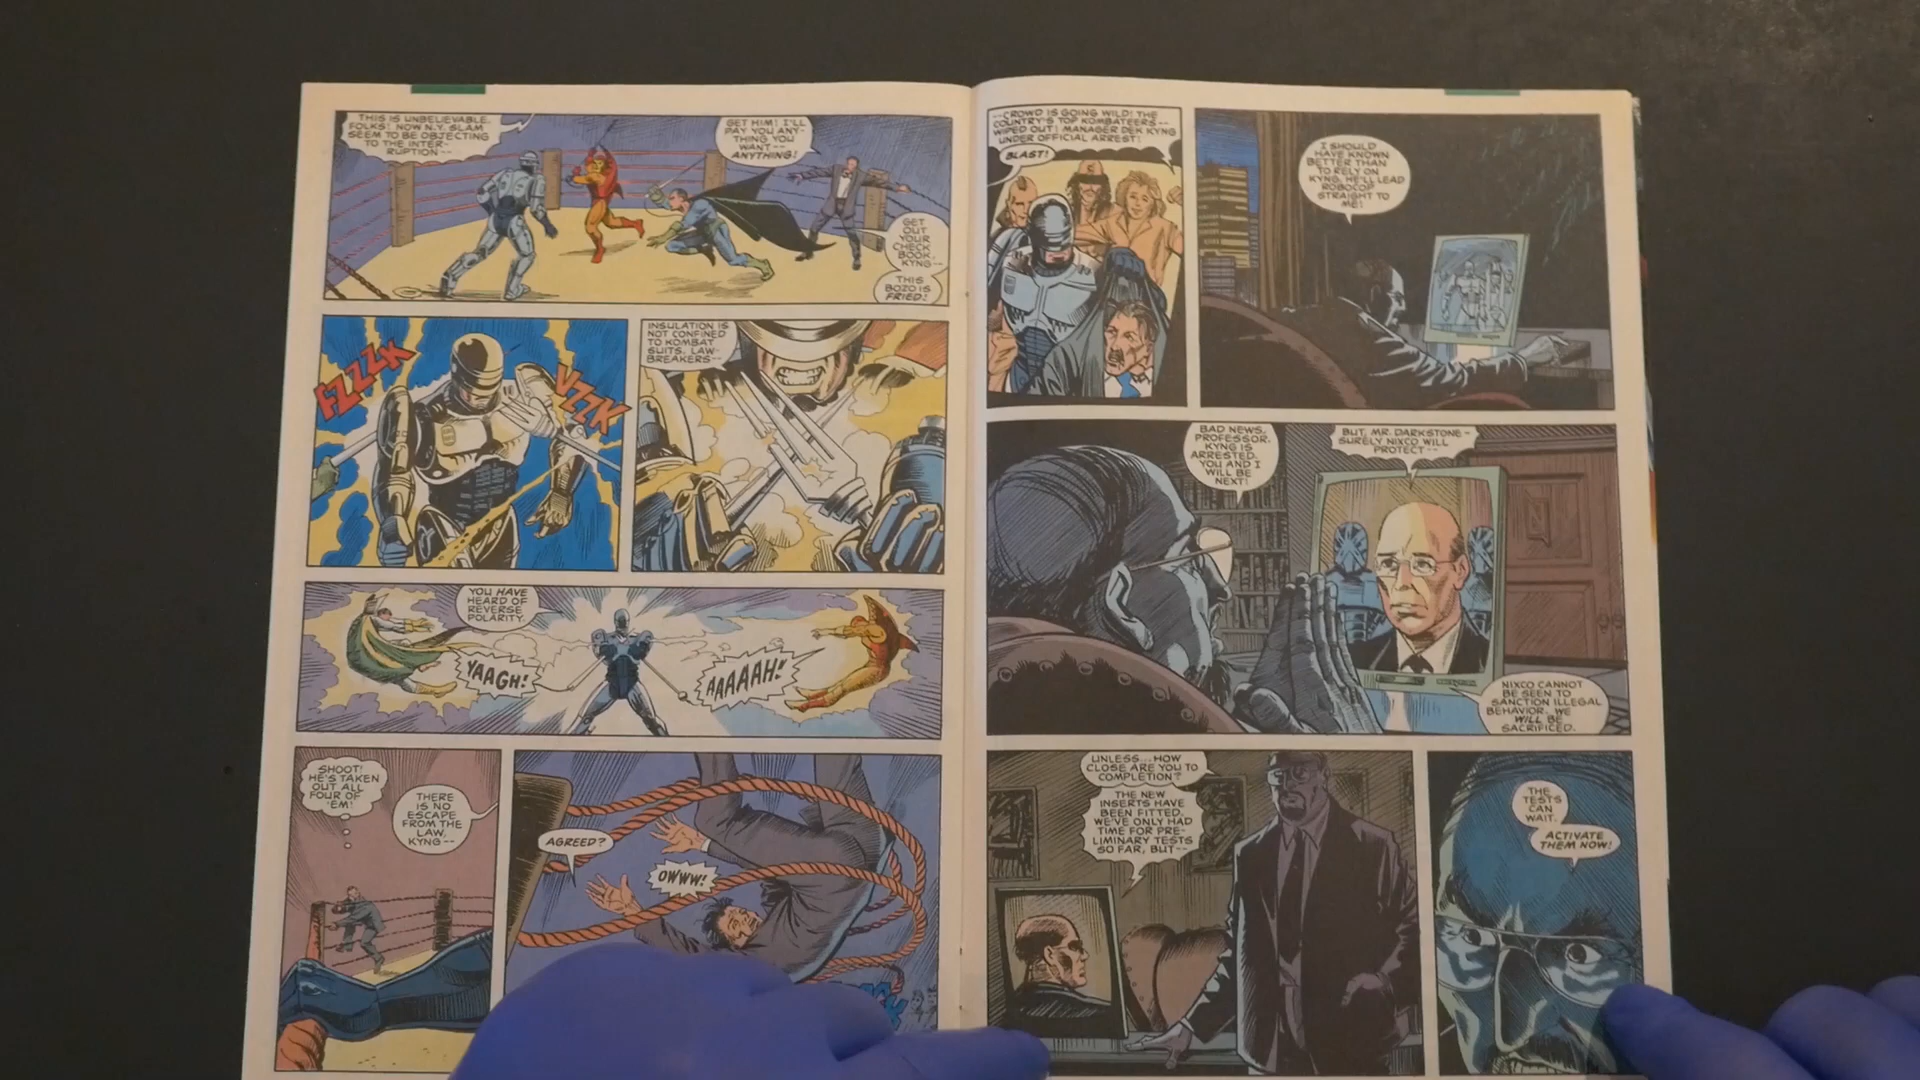 THIS IS UNBELIEVABLE,
FOLKS! NOW N.Y. SLAM
SEEM TO BE OBJECTING
TO THE INTER-
RUPTION--
GET HIM! I'LL
PAY YOU ANY-
THING YOU
WANT--
ANYTHING!
GET
OUT
YOUR
CHECK
BOOK,
KYNG--
THIS
BOZO IS
FRIED!
FZZZK
VZZZK
INSULATION IS
NOT CONFINED
TO KOMBAT
SUITS, LAW-
BREAKERS--
YOU HAVE
HEARD OF
REVERSE
POLARITY.
YAAGH!
AAAAAH!
SHOOT!
HE'S TAKEN
OUT ALL
FOUR OF
'EM!
THERE
IS NO
ESCAPE
FROM THE
LAW,
KYNG--
AGREED?
OWWW!
--CROWD IS GOING WILD! THE
COUNTRY'S TOP KOMBATEERS--
WIPED OUT! MANAGER DEK KYNG
UNDER OFFICIAL ARREST!
BLAST!
I SHOULD
HAVE KNOWN
BETTER THAN
TO RELY ON
KYNG. HE'LL LEAD
ROBOCOP
STRAIGHT TO
ME!
BAD NEWS,
PROFESSOR.
KYNG IS
ARRESTED.
YOU AND I
WILL BE
NEXT!
BUT, MR. DARKSTONE--
SURELY NIXCO WILL
PROTECT--
NIXCO CANNOT
BE SEEN TO
SANCTION ILLEGAL
BEHAVIOR. WE
WILL BE
SACRIFICED.
UNLESS...HOW
CLOSE ARE YOU TO
COMPLETION?
THE NEW
INSERTS HAVE
BEEN FITTED.
WE'VE ONLY HAD
TIME FOR PRE-
LIMINARY TESTS
SO FAR, BUT--
THE
TESTS
CAN
WAIT.
ACTIVATE
THEM NOW!